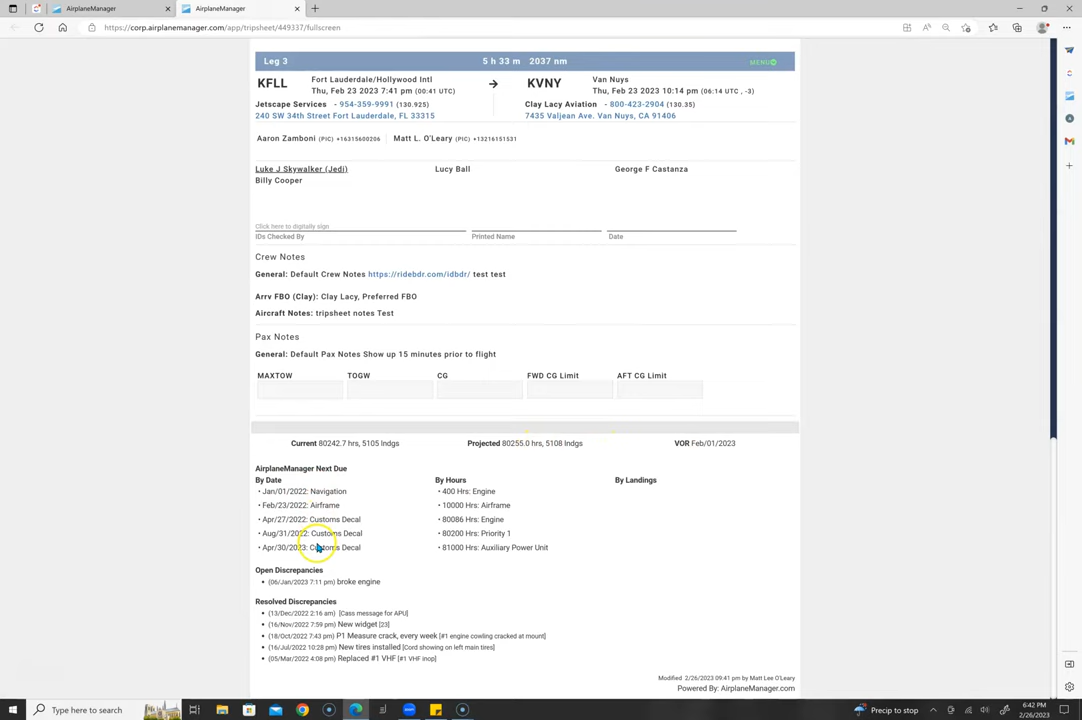 AirplaneManager
AirplaneManager
https://corp.airplanemanager.com/app/tripsheet/449337/fullscreen
Leg 3 5 h 33 m 2037 nm MENU
KFLL Fort Lauderdale/Hollywood Intl KVNY Van Nuys
Thu, Feb 23 2023 7:41 pm (00:41 UTC) Thu, Feb 23 2023 10:14 pm (06:14 UTC , -3)
Jetscape Services - 954-359-9991 (130.925) Clay Lacy Aviation - 800-423-2904 (130.35)
240 SW 34th Street Fort Lauderdale, FL 33315 7435 Valjean Ave. Van Nuys, CA 91406
Aaron Zamboni (PIC) +16315600206 Matt L. O'Leary (PIC) +13216151531
Luke J Skywalker (Jedi) Lucy Ball George F Castanza
Billy Cooper
Click here to digitally sign
IDs Checked By Printed Name Date
Crew Notes
General: Default Crew Notes https://ridebdr.com/idbdr/ test test
Arrv FBO (Clay): Clay Lacy, Preferred FBO
Aircraft Notes: tripsheet notes Test
Pax Notes
General: Default Pax Notes Show up 15 minutes prior to flight
MAXTOW TOGW CG FWD CG Limit AFT CG Limit
Current 80242.7 hrs, 5105 lndgs Projected 80255.0 hrs, 5108 lndgs VOR Feb/01/2023
AirplaneManager Next Due
By Date By Hours By Landings
• Jan/01/2022: Navigation • 400 Hrs: Engine
• Feb/23/2022: Airframe • 10000 Hrs: Airframe
• Apr/27/2022: Customs Decal • 80086 Hrs: Engine
• Aug/31/2022: Customs Decal • 80200 Hrs: Priority 1
• Apr/30/2023: Customs Decal • 81000 Hrs: Auxiliary Power Unit
Open Discrepancies
• (06/Jan/2023 7:11 pm) broke engine
Resolved Discrepancies
• (13/Dec/2022 2:16 am) [Cass message for APU]
• (16/Nov/2022 7:59 pm) New widget [23]
• (18/Oct/2022 7:43 pm) P1 Measure crack, every week [#1 engine cowling cracked at mount]
• (16/Jul/2022 10:28 pm) New tires installed [Cord showing on left main tires]
• (05/Mar/2022 4:08 pm) Replaced #1 VHF [#1 VHF inop]
Modified 2/26/2023 09:41 pm by Matt Lee O'Leary
Powered By: AirplaneManager.com
Type here to search Precip to stop 6:42 PM
2/26/2023